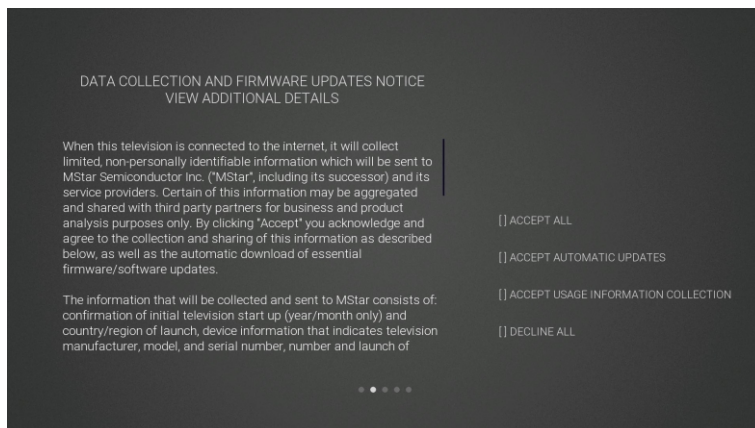 DATA COLLECTION AND FIRMWARE UPDATES NOTICE
VIEW ADDITIONAL DETAILS
When this television is connected to the internet, it will collect
limited, non-personally identifiable information which will be sent to
MStar Semiconductor Inc. ("MStar", including its successor) and its
service providers. Certain of this information may be aggregated
and shared with third party partners for business and product
analysis purposes only. By clicking "Accept" you acknowledge and
agree to the collection and sharing of this information as described
below, as well as the automatic download of essential
firmware/software updates.
The information that will be collected and sent to MStar consists of:
confirmation of initial television start up (year/month only) and
country/region of launch, device information that indicates television
manufacturer, model, and serial number, number and launch of
[ ] ACCEPT ALL
[ ] ACCEPT AUTOMATIC UPDATES
[ ] ACCEPT USAGE INFORMATION COLLECTION
[ ] DECLINE ALL